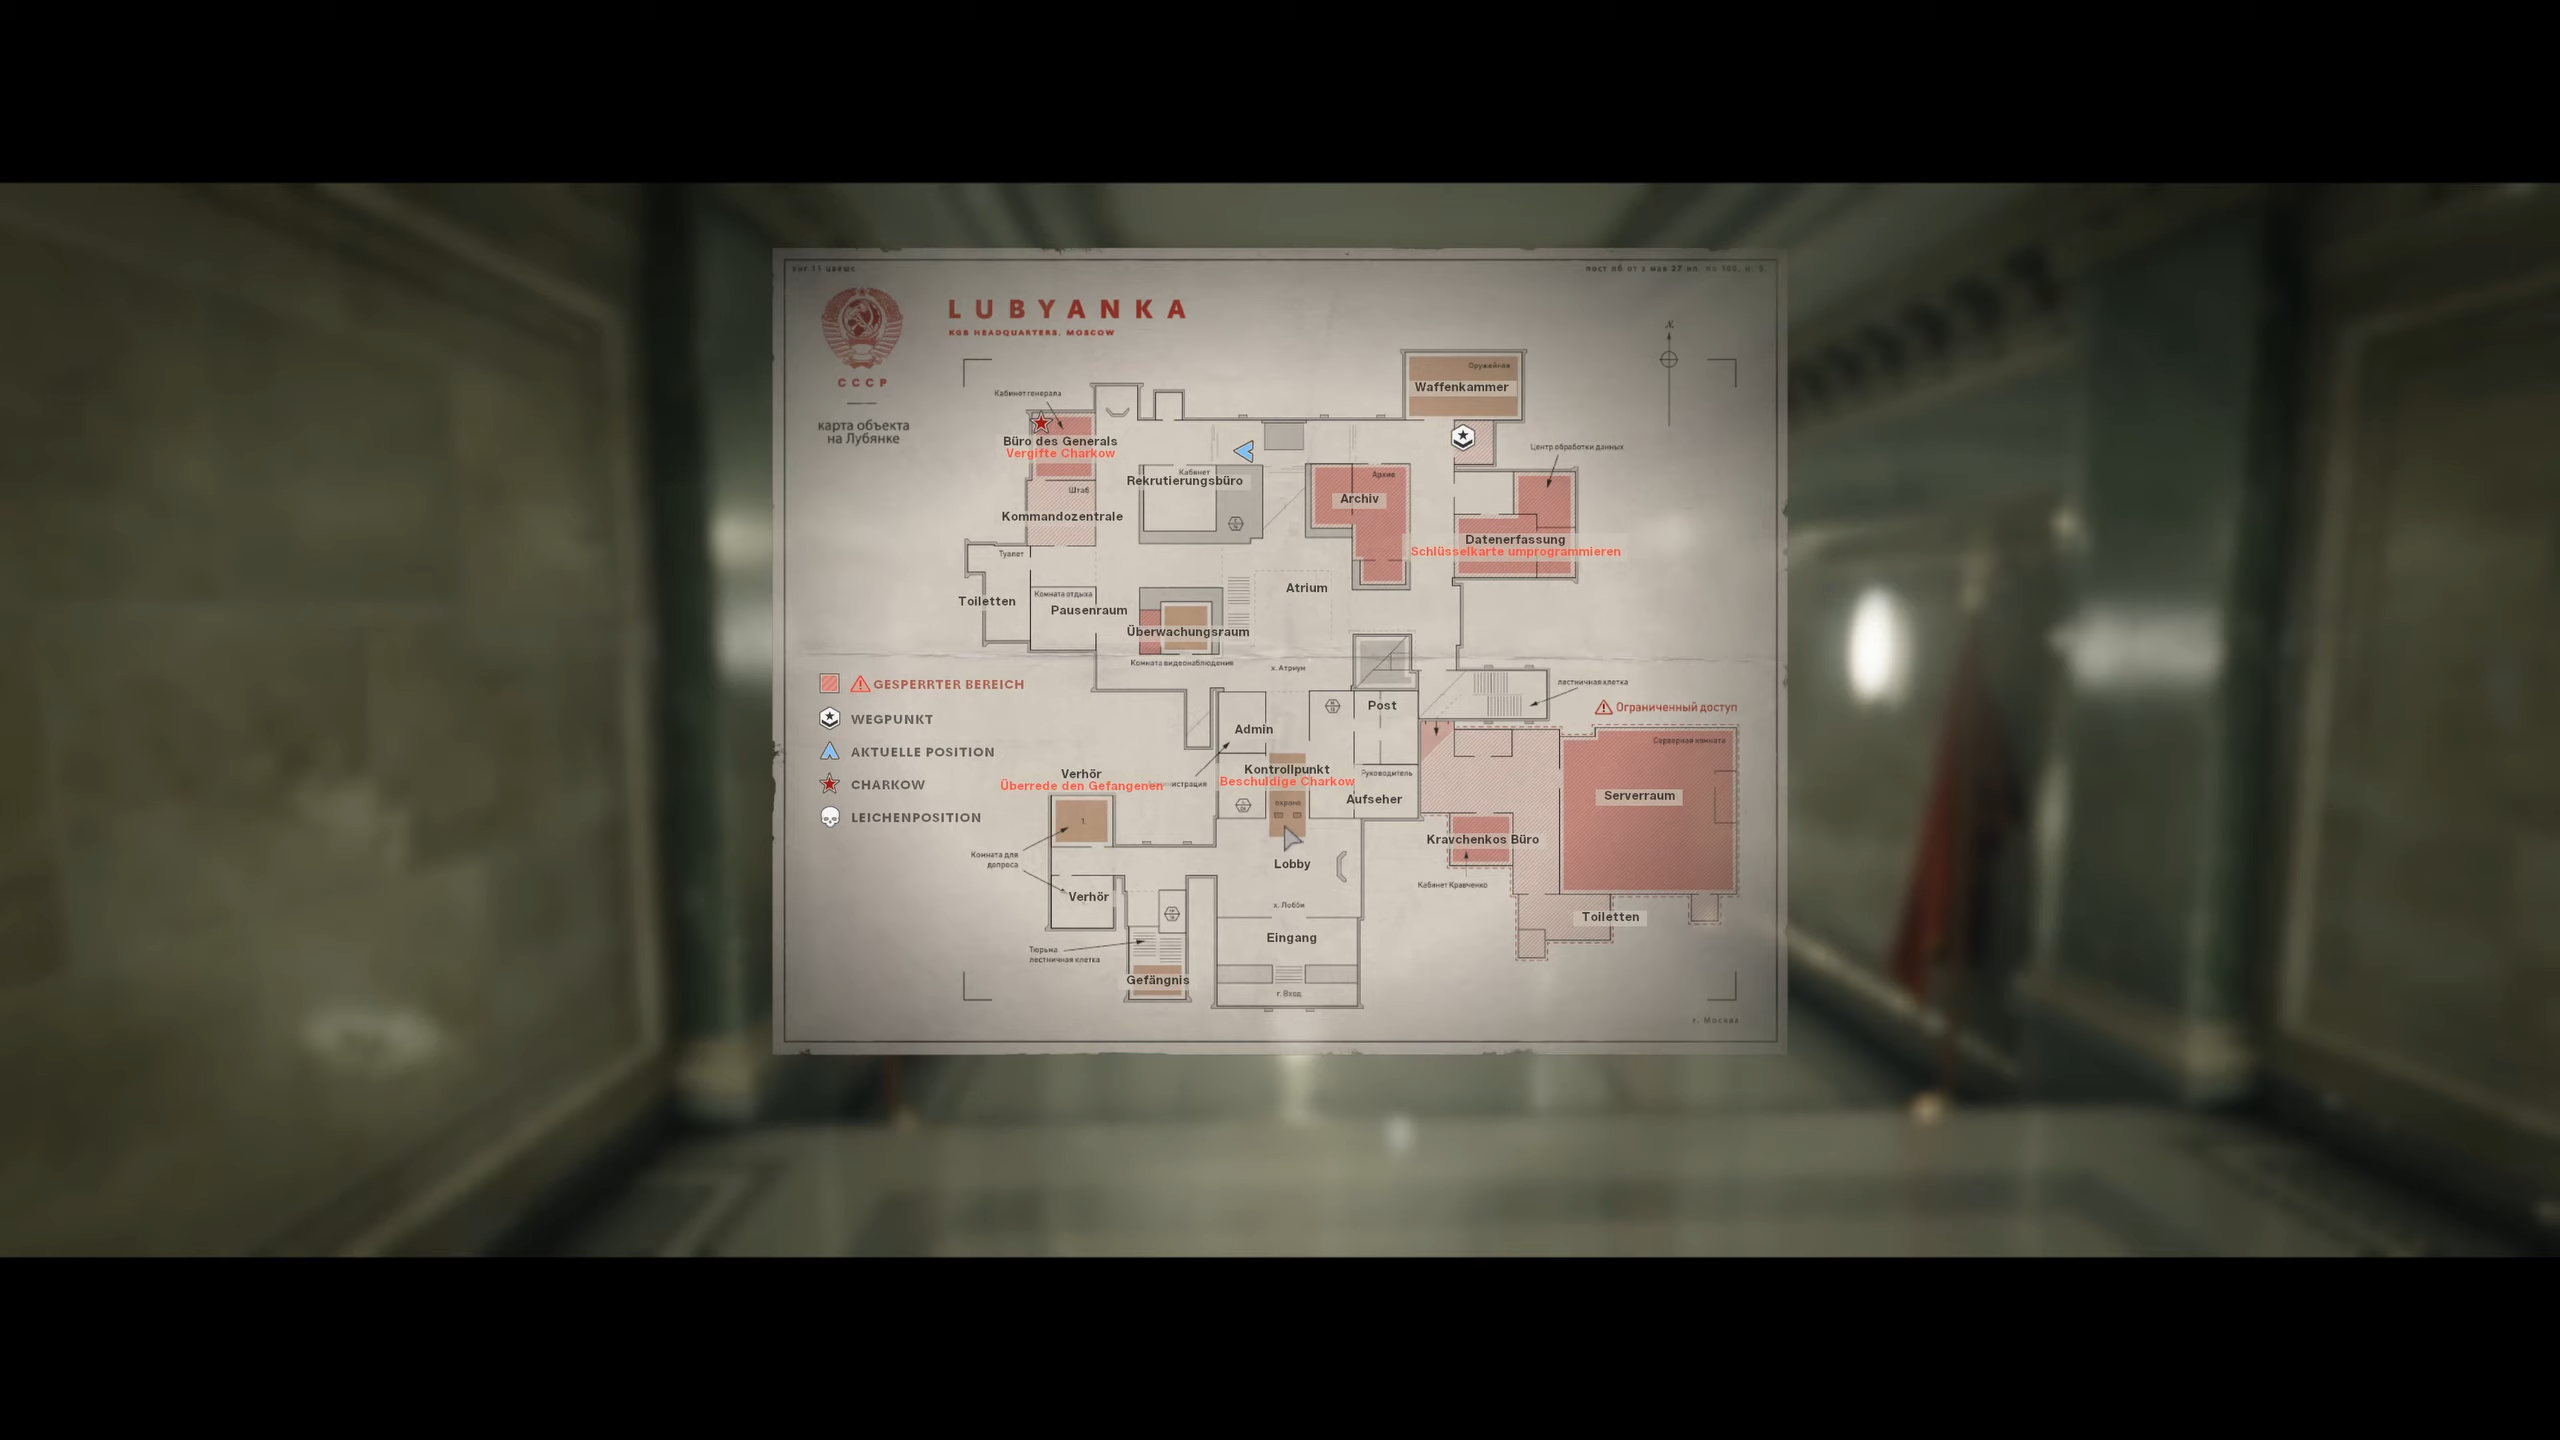 LUBYANKA
KGB HEADQUARTERS, MOSCOW
СССР
карта объекта
на Лубянке
Оружейная
Waffenkammer
Кабинет генерала
Büro des Generals
Vergifte Charkow
Центр обработки данных
Кабинет
Rekrutierungsbüro
Архив
Archiv
Штаб
Kommandozentrale
Datenerfassung
Schlüsselkarte umprogrammieren
Туалет
Toiletten
Комната отдыха
Pausenraum
Atrium
Überwachungsraum
Комната видеонаблюдения
х. Атриум
GESPERRTER BEREICH
WEGPUNKT
AKTUELLE POSITION
CHARKOW
LEICHENPOSITION
лестничная клетка
Ограниченный доступ
Post
Admin
Серверная комната
Serverraum
Kontrollpunkt
Beschuldige Charkow
Руководитель
Aufseher
охрана
Verhör
Überrede den Gefangenen
истрация
1.
Комната для
допроса
Verhör
Lobby
х. Лобби
Kravchenkos Büro
Кабинет Кравченко
Toiletten
Eingang
г. Вход
Тюрьма
лестничная клетка
Gefängnis
г. Москва